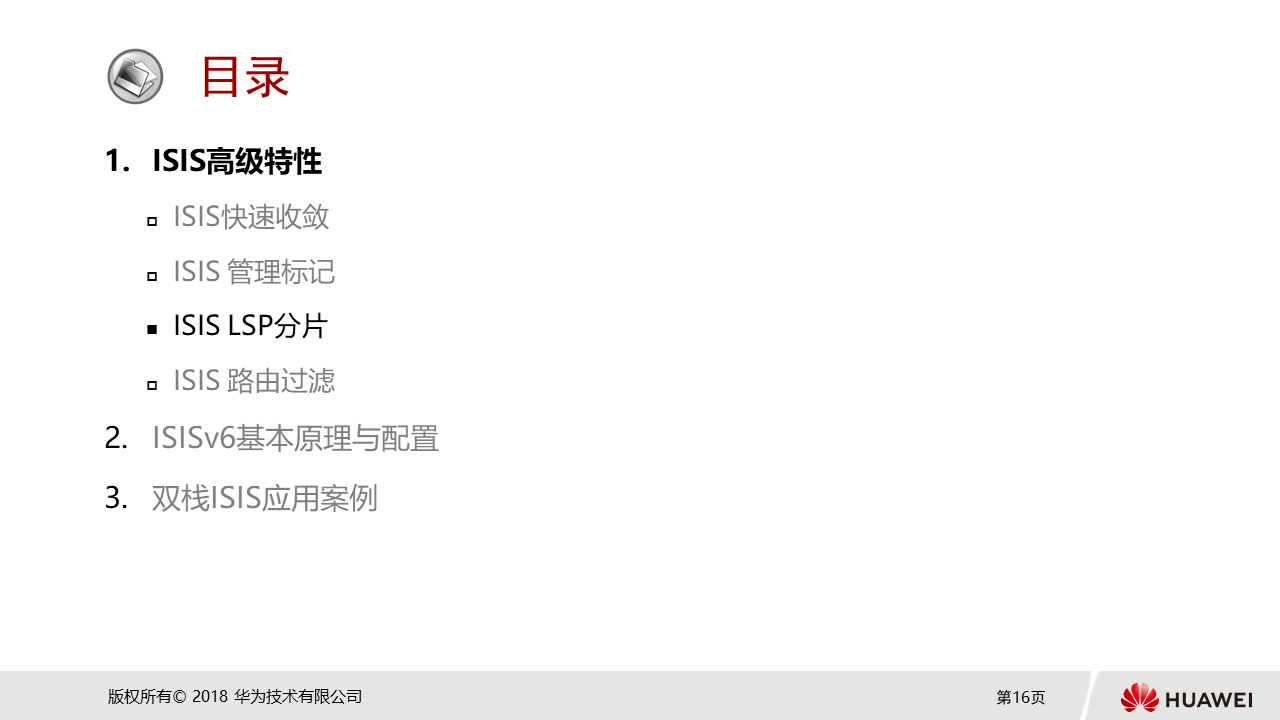 目录
1. ISIS高级特性
ISIS快速收敛
ISIS 管理标记
ISIS LSP分片
ISIS 路由过滤
2. ISISv6基本原理与配置
3. 双栈ISIS应用案例
版权所有© 2018 华为技术有限公司
第16页
HUAWEI